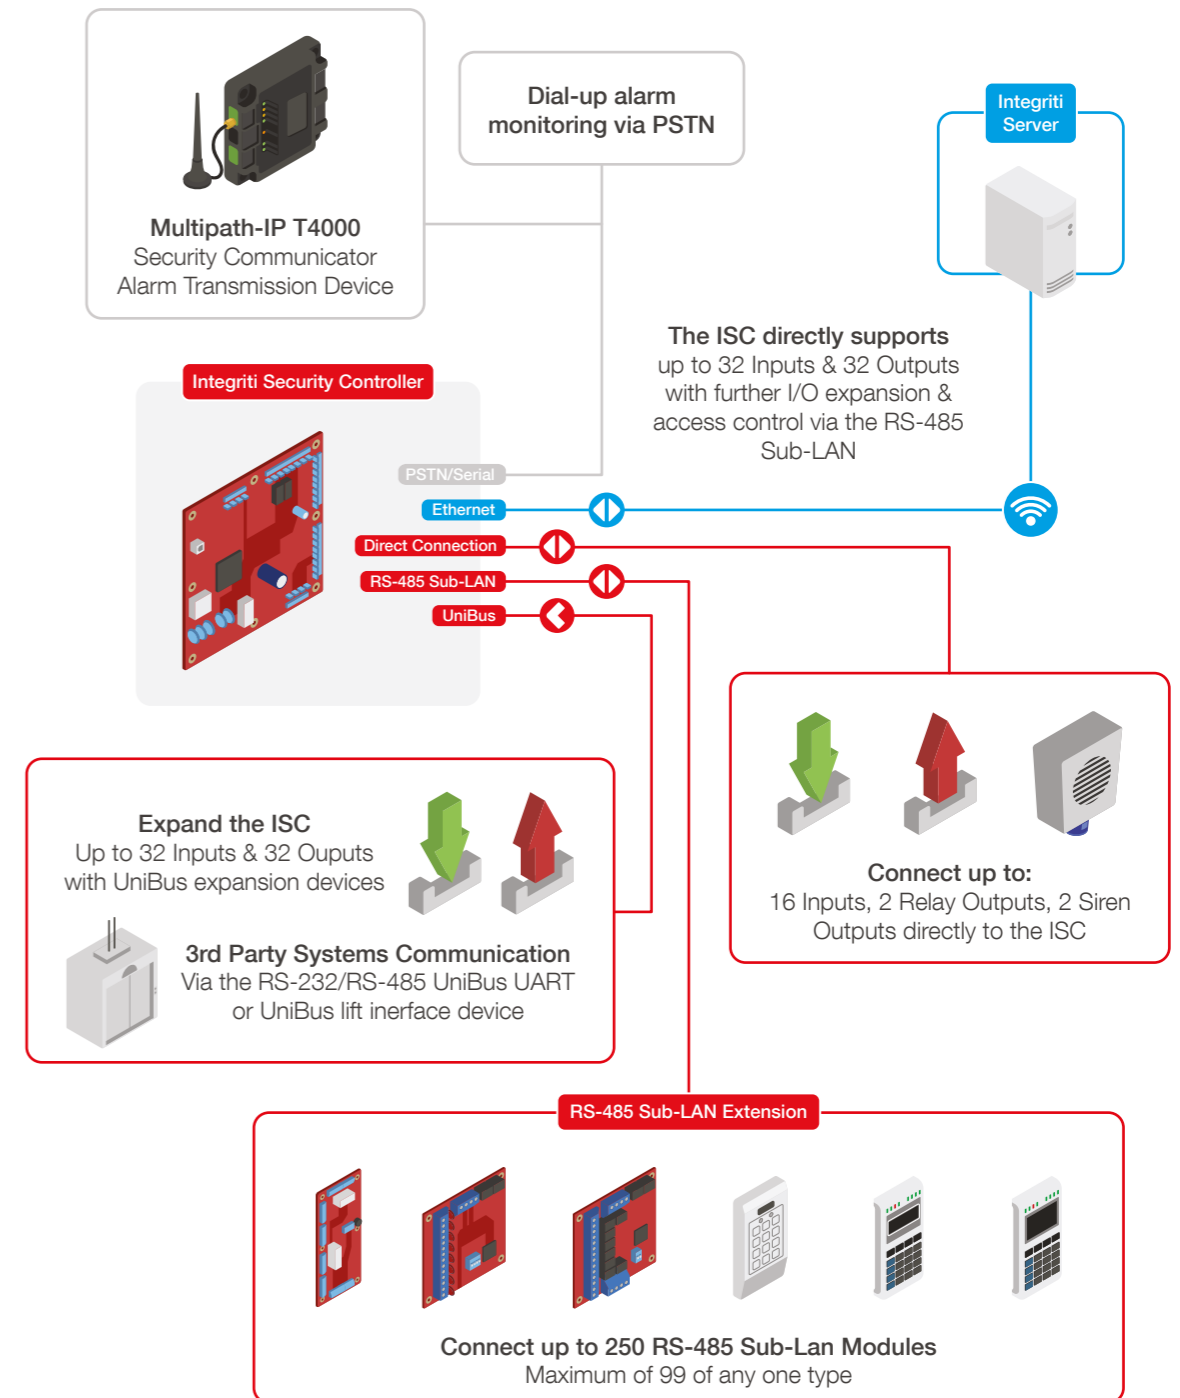 Multipath-IP T4000
Security Communicator
Alarm Transmission Device
Dial-up alarm
monitoring via PSTN
Integriti
Server
The ISC directly supports
up to 32 Inputs & 32 Outputs
with further I/O expansion &
access control via the RS-485
Sub-LAN
Integriti Security Controller
PSTN/Serial
Ethernet
Direct Connection
RS-485 Sub-LAN
UniBus
Expand the ISC
Up to 32 Inputs & 32 Ouputs
with UniBus expansion devices
3rd Party Systems Communication
Via the RS-232/RS-485 UniBus UART
or UniBus lift inerface device
Connect up to:
16 Inputs, 2 Relay Outputs, 2 Siren
Outputs directly to the ISC
RS-485 Sub-LAN Extension
Connect up to 250 RS-485 Sub-Lan Modules
Maximum of 99 of any one type